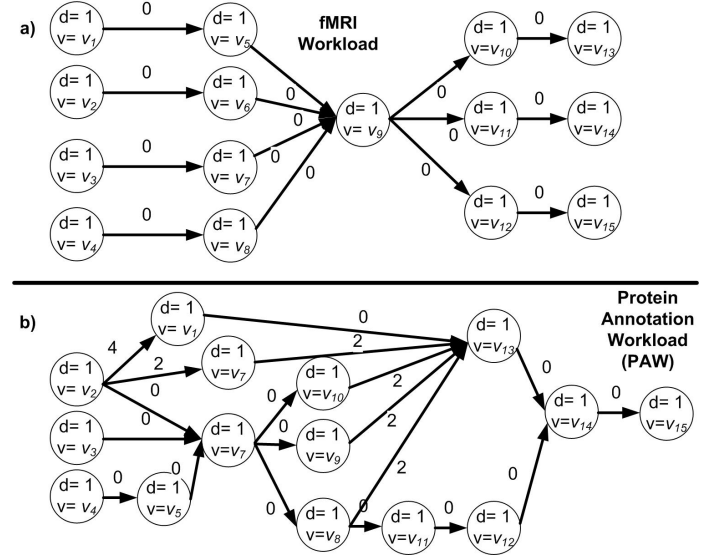 a)
fMRI
Workload
d= 1
v= v1
0
d= 1
v= v5
d= 1
v= v2
0
d= 1
v= v6
0
d= 1
v= v3
0
d= 1
v= v7
0
0
d= 1
v= v4
0
d= 1
v= v8
0
d= 1
v= v9
0
d= 1
v=v10
0
d= 1
v=v13
0
d= 1
v=v11
0
d= 1
v=v14
0
d= 1
v=v12
0
d= 1
v=v15
b)
Protein
Annotation
Workload
(PAW)
d= 1
v= v1
0
d= 1
v= v2
4
2
0
d= 1
v=v7
2
d= 1
v=v13
0
d= 1
v= v3
0
d= 1
v=v7
0
d= 1
v=v10
2
0
d= 1
v=v9
2
d= 1
v=v14
0
d= 1
v=v15
d= 1
v= v4
0
d= 1
v=v5
0
0
d= 1
v=v8
2
0
d= 1
v=v11
0
d= 1
v=v12
0